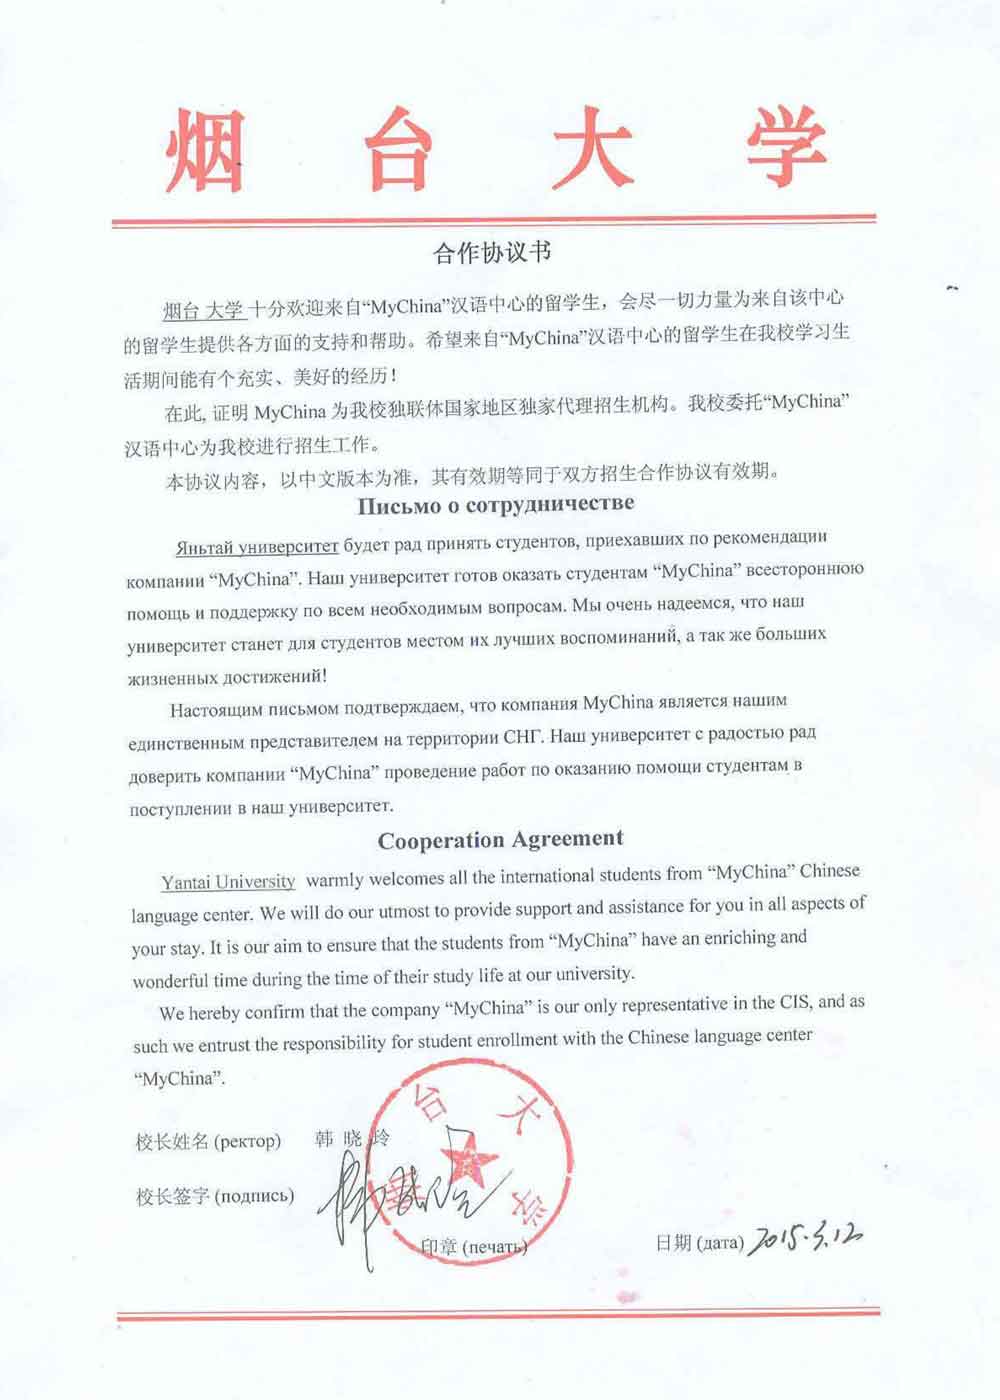 烟台大学
合作协议书
烟台 大学 十分欢迎来自“MyChina”汉语中心的留学生，会尽一切力量为来自该中心
的留学生提供各方面的支持和帮助。希望来自“MyChina”汉语中心的留学生在我校学习生
活期间能有个充实、美好的经历！
在此, 证明 MyChina 为我校独联体国家地区独家代理招生机构。我校委托“MyChina”
汉语中心为我校进行招生工作。
本协议内容，以中文版本为准，其有效期等同于双方招生合作协议有效期。
Письмо о сотрудничестве
Яньтай университет будет рад принять студентов, приехавших по рекомендации
компании “MyChina”. Наш университет готов оказать студентам “MyChina” всестороннюю
помощь и поддержку по всем необходимым вопросам. Мы очень надеемся, что наш
университет станет для студентов местом их лучших воспоминаний, а так же больших
жизненных достижений!
Настоящим письмом подтверждаем, что компания MyChina является нашим
единственным представителем на территории СНГ. Наш университет с радостью рад
доверить компании “MyChina” проведение работ по оказанию помощи студентам в
поступлении в наш университет.
Cooperation Agreement
Yantai University warmly welcomes all the international students from “MyChina” Chinese
language center. We will do our utmost to provide support and assistance for you in all aspects of
your stay. It is our aim to ensure that the students from “MyChina” have an enriching and
wonderful time during the time of their study life at our university.
We hereby confirm that the company “MyChina” is our only representative in the CIS, and as
such we entrust the responsibility for student enrollment with the Chinese language center
“MyChina”.
烟台大学
校长姓名 (ректор) 韩 晓 玲
校长签字 (подпись)
印章 (печать)
日期 (дата) 2015.3.12